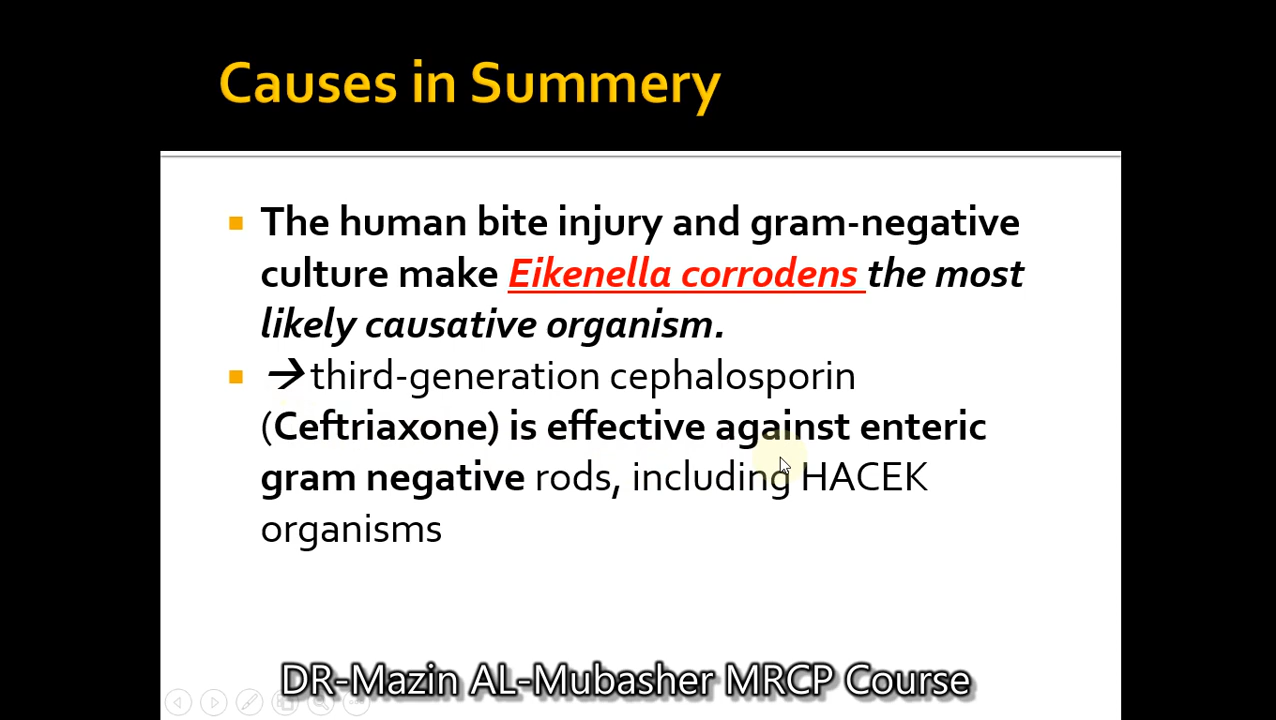 Causes in Summery
The human bite injury and gram-negative
culture make Eikenella corrodens the most
likely causative organism.
→ third-generation cephalosporin
(Ceftriaxone) is effective against enteric
gram negative rods, including HACEK
organisms
DR-Mazin AL-Mubasher MRCP Course